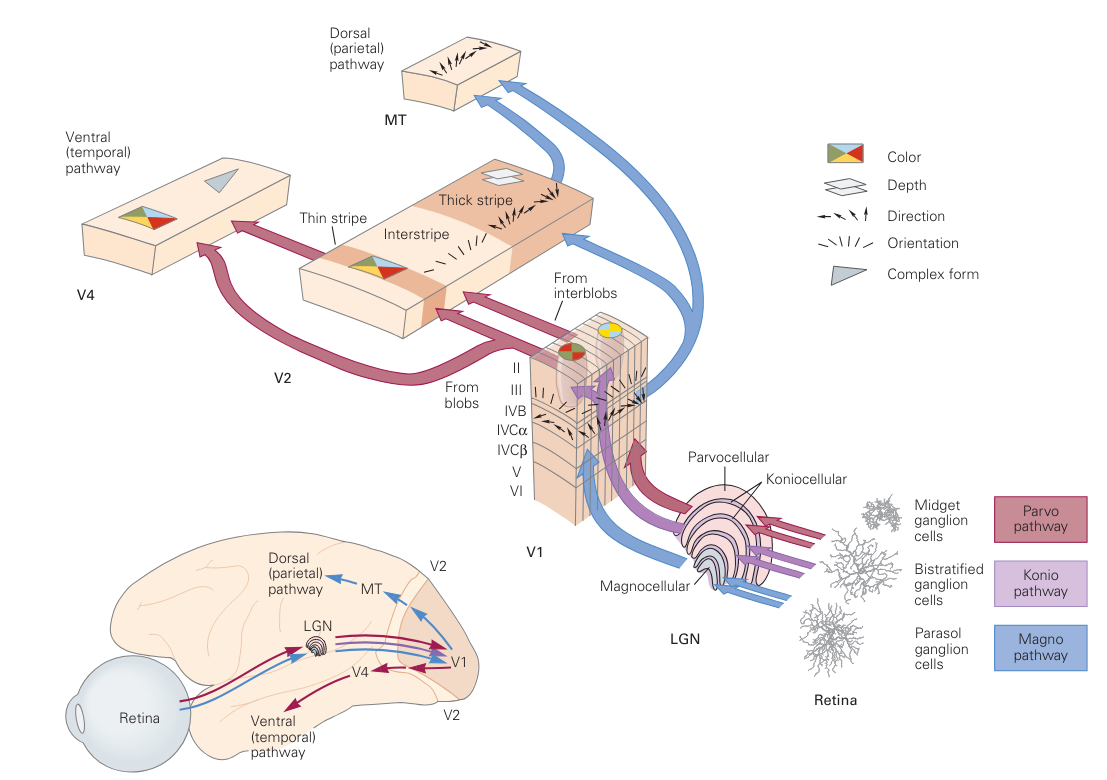 Dorsal
(parietal)
pathway
MT
Ventral
(temporal)
pathway
Color
Depth
Direction
Orientation
Complex form
Thick stripe
Thin stripe
Interstripe
V4
From
interblobs
V2
From
blobs
II
III
IVB
IVCα
IVCβ
V
VI
V1
Parvocellular
Koniocellular
Magnocellular
LGN
Midget
ganglion
cells
Parvo
pathway
Bistratified
ganglion
cells
Konio
pathway
Parasol
ganglion
cells
Magno
pathway
Retina
Dorsal
(parietal)
pathway
MT
V2
LGN
V1
V4
Retina
V2
Ventral
(temporal)
pathway